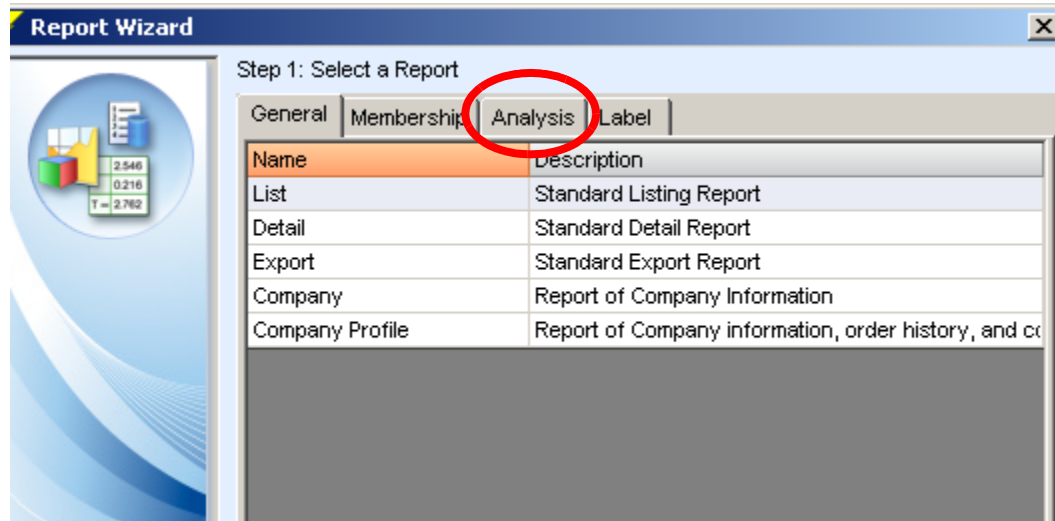 Report Wizard
Step 1: Select a Report
General Membership Analysis Label
Name Description
List Standard Listing Report
Detail Standard Detail Report
Export Standard Export Report
Company Report of Company Information
Company Profile Report of Company information, order history, and co
2.546
0.216
T= 2.762